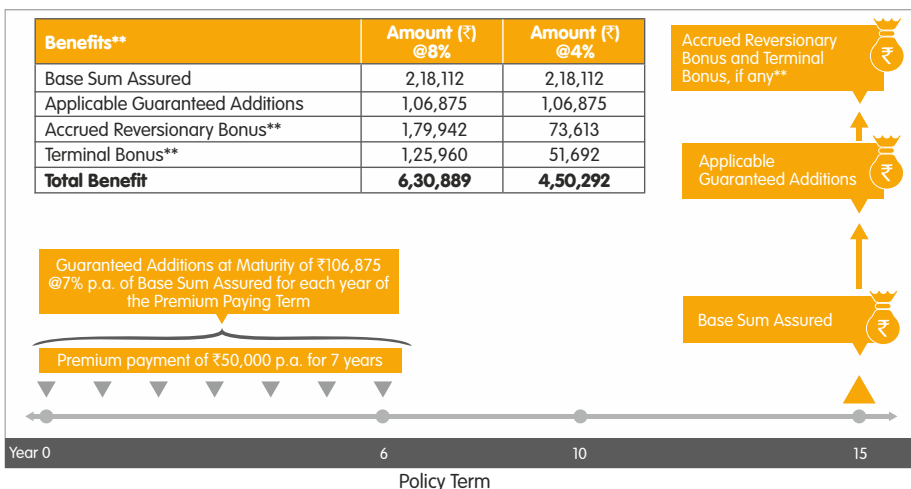 Benefits** Amount (₹) @8% Amount (₹) @4%
Base Sum Assured 2,18,112 2,18,112
Applicable Guaranteed Additions 1,06,875 1,06,875
Accrued Reversionary Bonus** 1,79,942 73,613
Terminal Bonus** 1,25,960 51,692
Total Benefit 6,30,889 4,50,292
Accrued Reversionary
Bonus and Terminal
Bonus, if any**
₹
Applicable
Guaranteed Additions
₹
Base Sum Assured
₹
Guaranteed Additions at Maturity of ₹106,875
@7% p.a. of Base Sum Assured for each year of
the Premium Paying Term
Premium payment of ₹50,000 p.a. for 7 years
Year 0 6 10 15
Policy Term